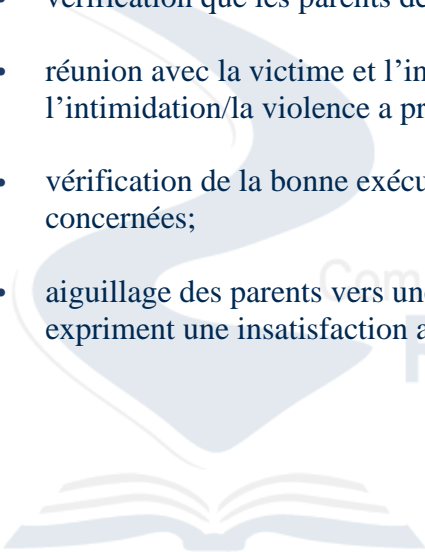 vérification que les parents de
réunion avec la victime et l’in
l’intimidation/la violence a pr
vérification de la bonne exécu
concernées;
aiguillage des parents vers un
expriment une insatisfaction a
Com